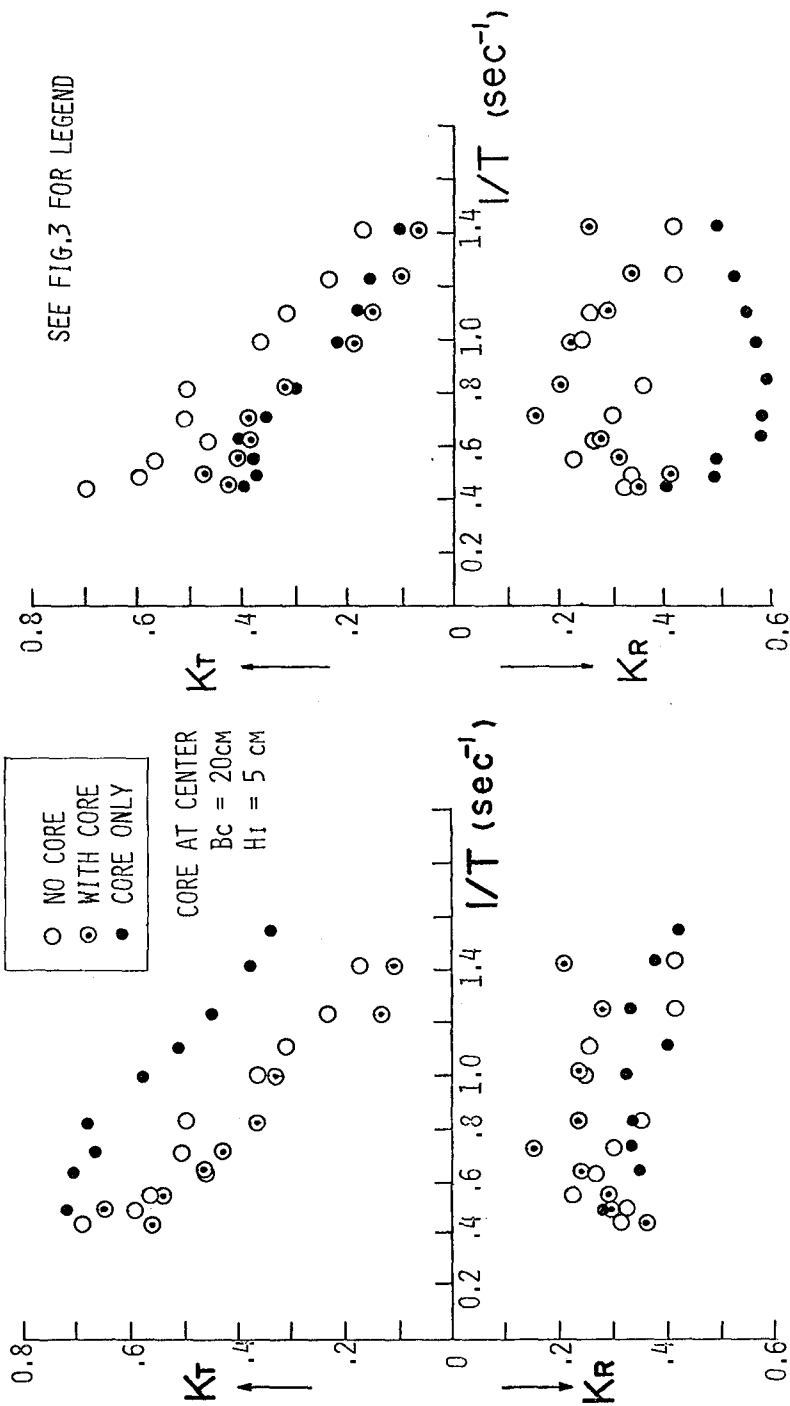 NO CORE
WITH CORE
CORE ONLY
CORE AT CENTER
Bc = 20CM
HI = 5 CM
0.8
.6
.4
.2
0
.2
.4
0.6
KT
KR
0.2
.4
.6
.8
1.0
1.4
1/T (sec⁻¹)
SEE FIG.3 FOR LEGEND
0.8
.6
.4
.2
0
.2
.4
0.6
KT
KR
0.2
.4
.6
.8
1.0
1.4
1/T (sec⁻¹)